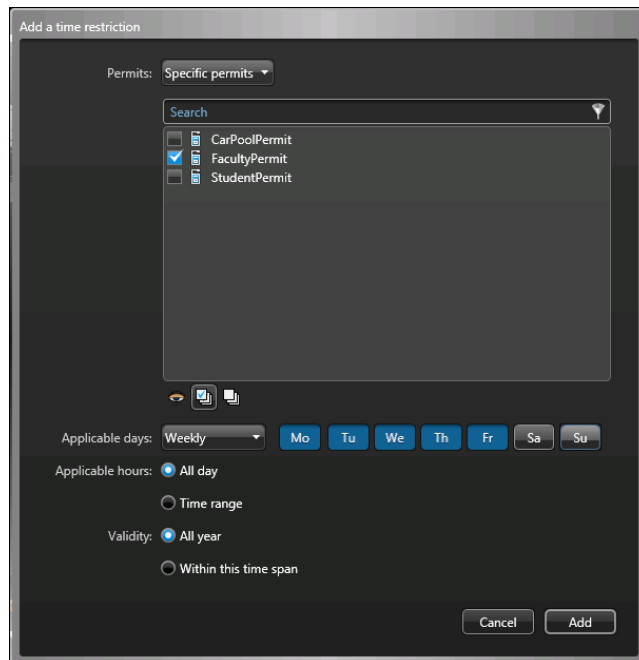 Add a time restriction
Permits: Specific permits
Search
CarPoolPermit
FacultyPermit
StudentPermit
Applicable days: Weekly Mo Tu We Th Fr Sa Su
Applicable hours: All day
Time range
Validity: All year
Within this time span
Cancel Add